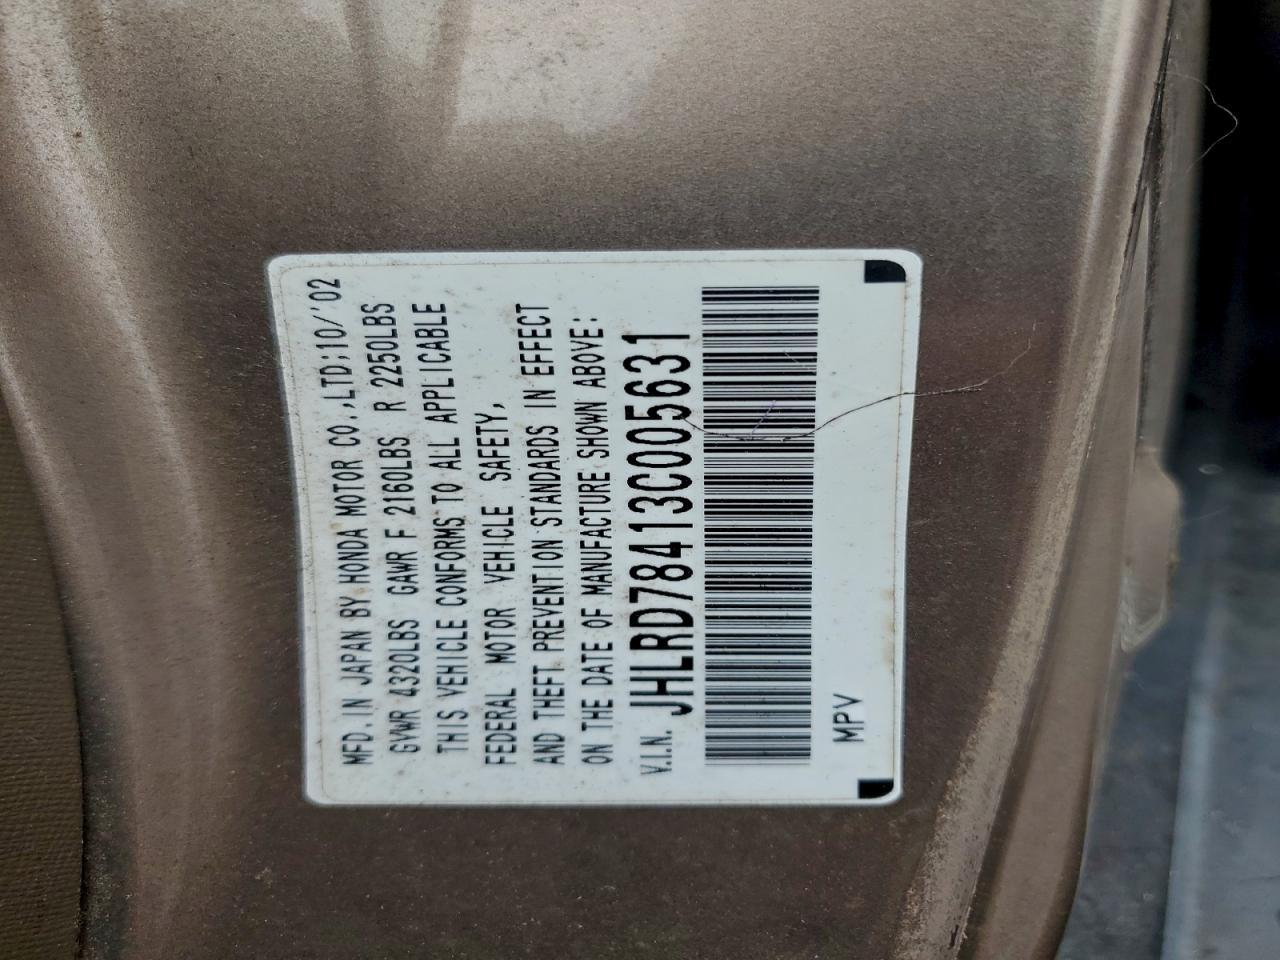 MFD. IN JAPAN BY HONDA MOTOR CO.,LTD;10/'02
GVWR 4320LBS GAWR F 2160LBS R 2250LBS
THIS VEHICLE CONFORMS TO ALL APPLICABLE
FEDERAL MOTOR VEHICLE SAFETY,
AND THEFT PREVENTION STANDARDS IN EFFECT
ON THE DATE OF MANUFACTURE SHOWN ABOVE:
V.I.N. JHLRD78413C005631
MPV